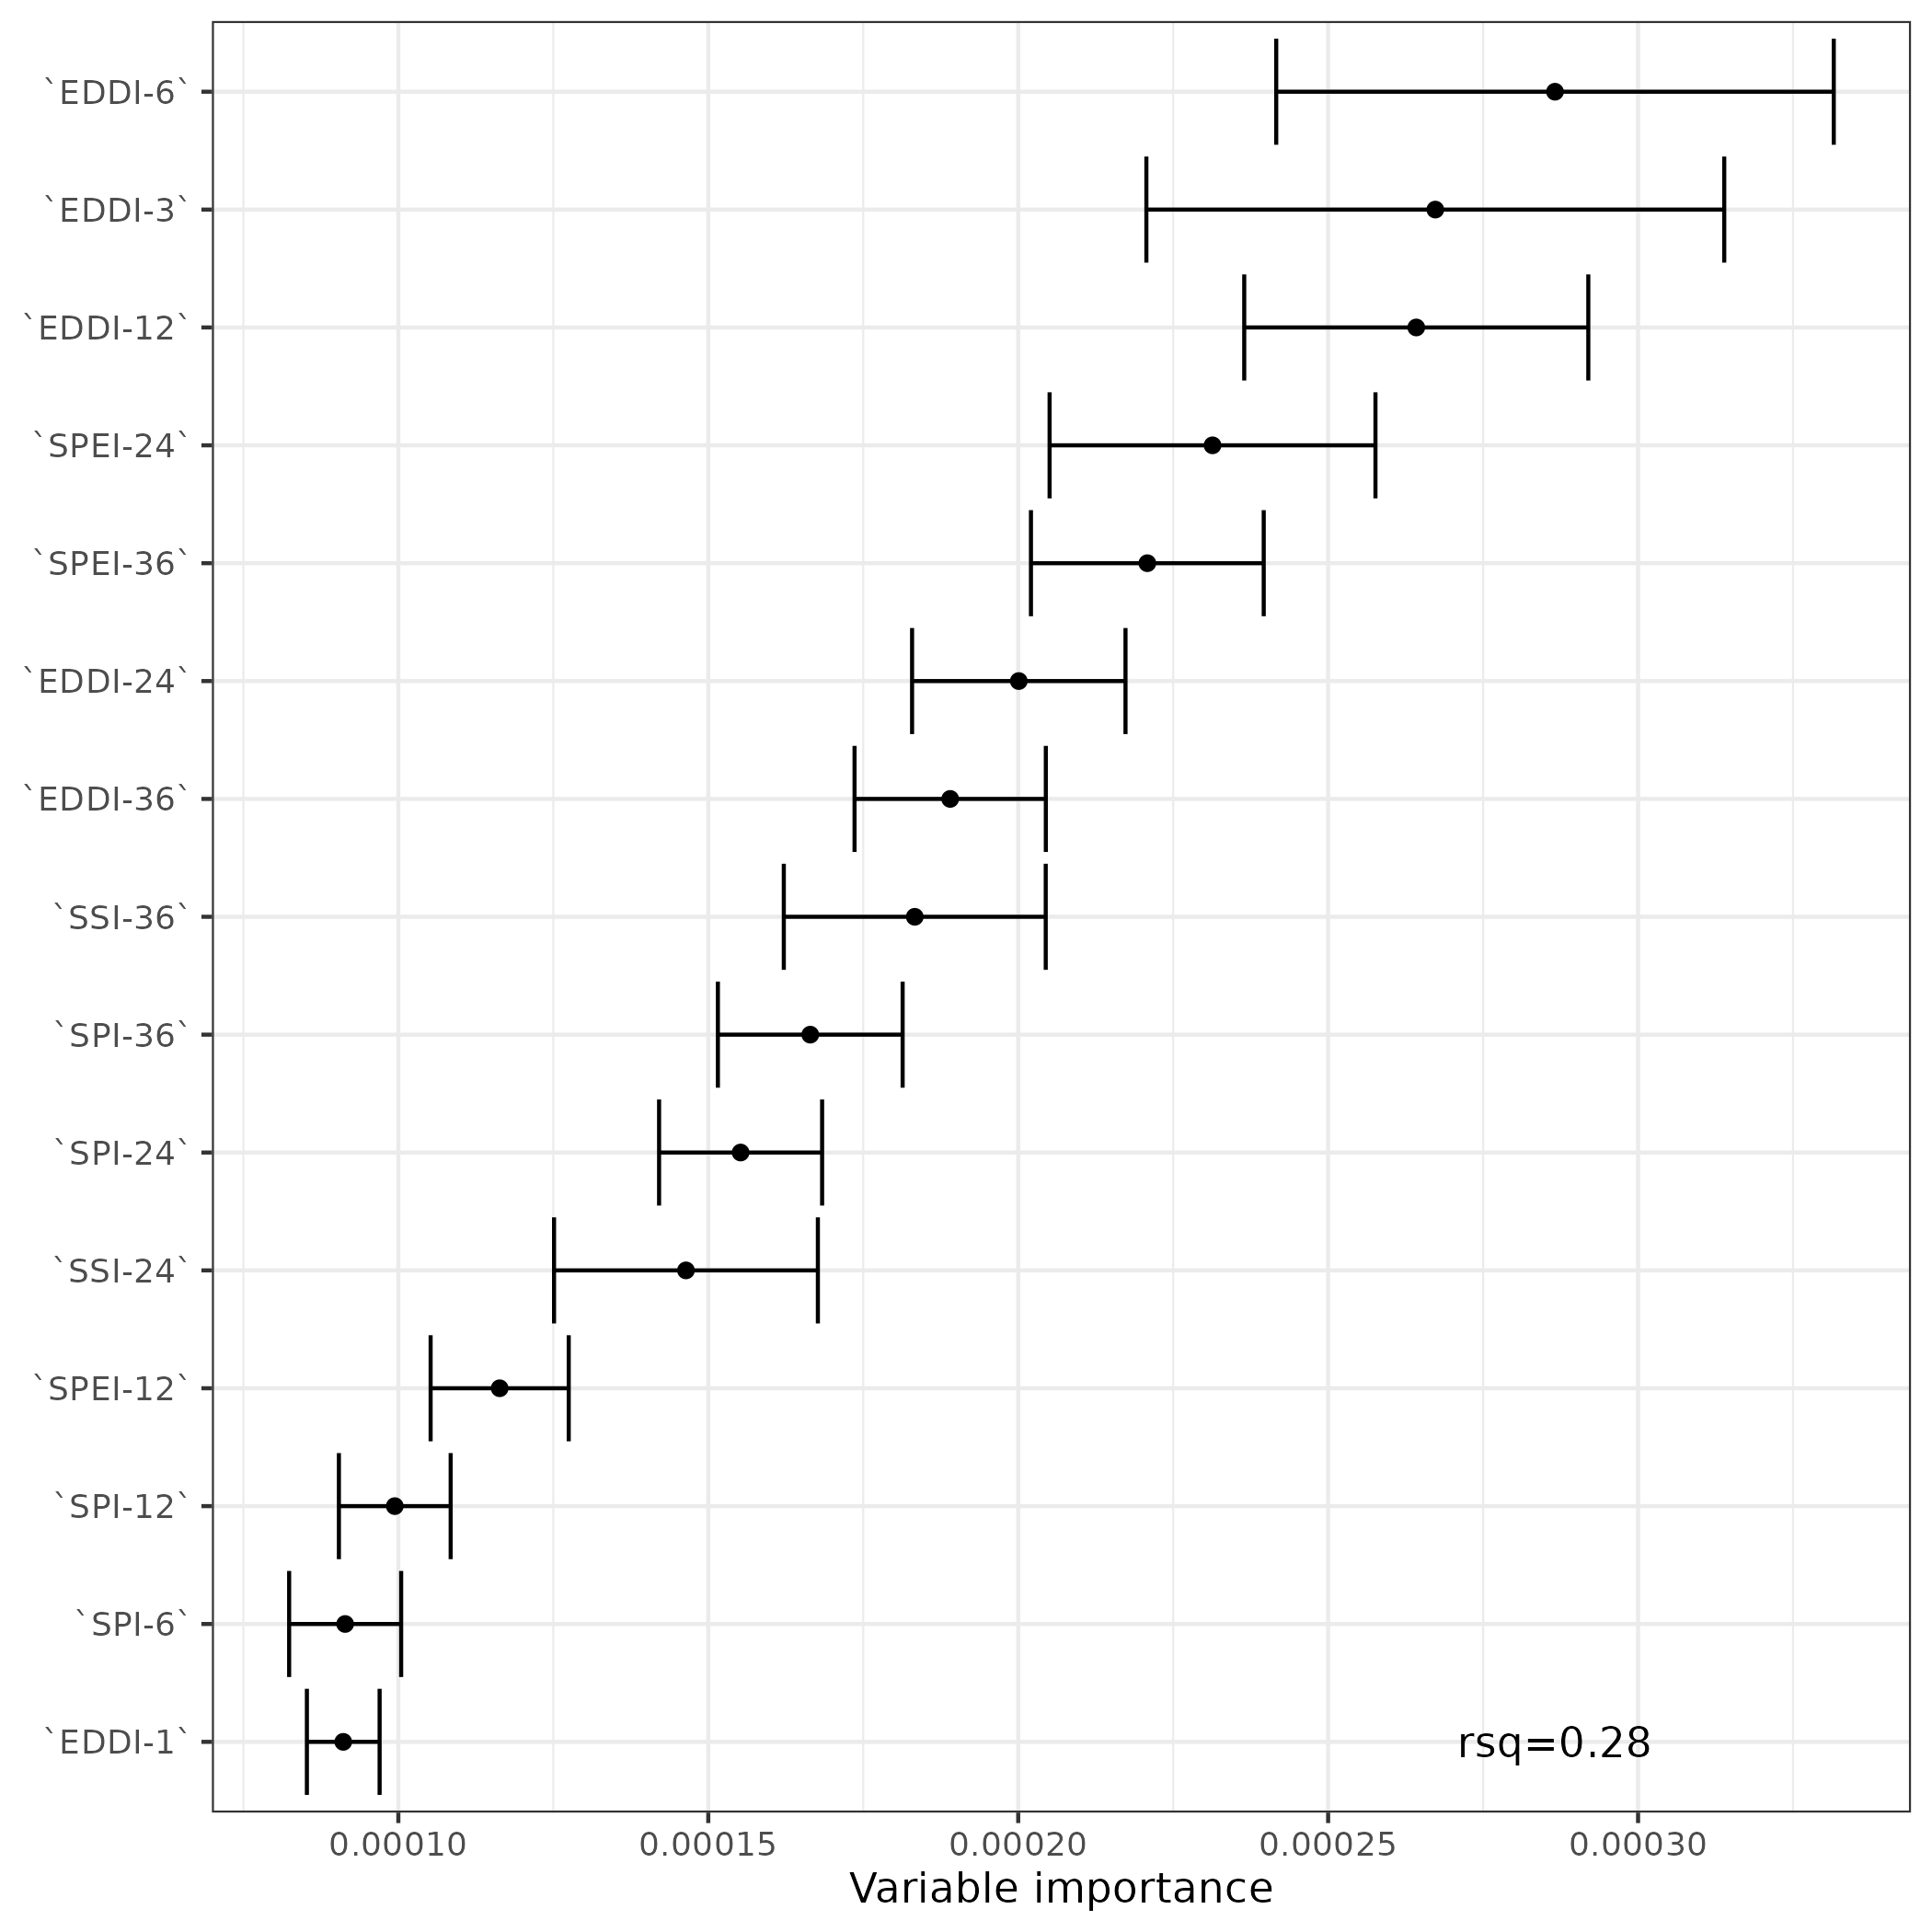 `EDDI-6`
`EDDI-3`
`EDDI-12`
`SPEI-24`
`SPEI-36`
`EDDI-24`
`EDDI-36`
`SSI-36`
`SPI-36`
`SPI-24`
`SSI-24`
`SPEI-12`
`SPI-12`
`SPI-6`
`EDDI-1`
rsq=0.28
0.00010 0.00015 0.00020 0.00025 0.00030
Variable importance